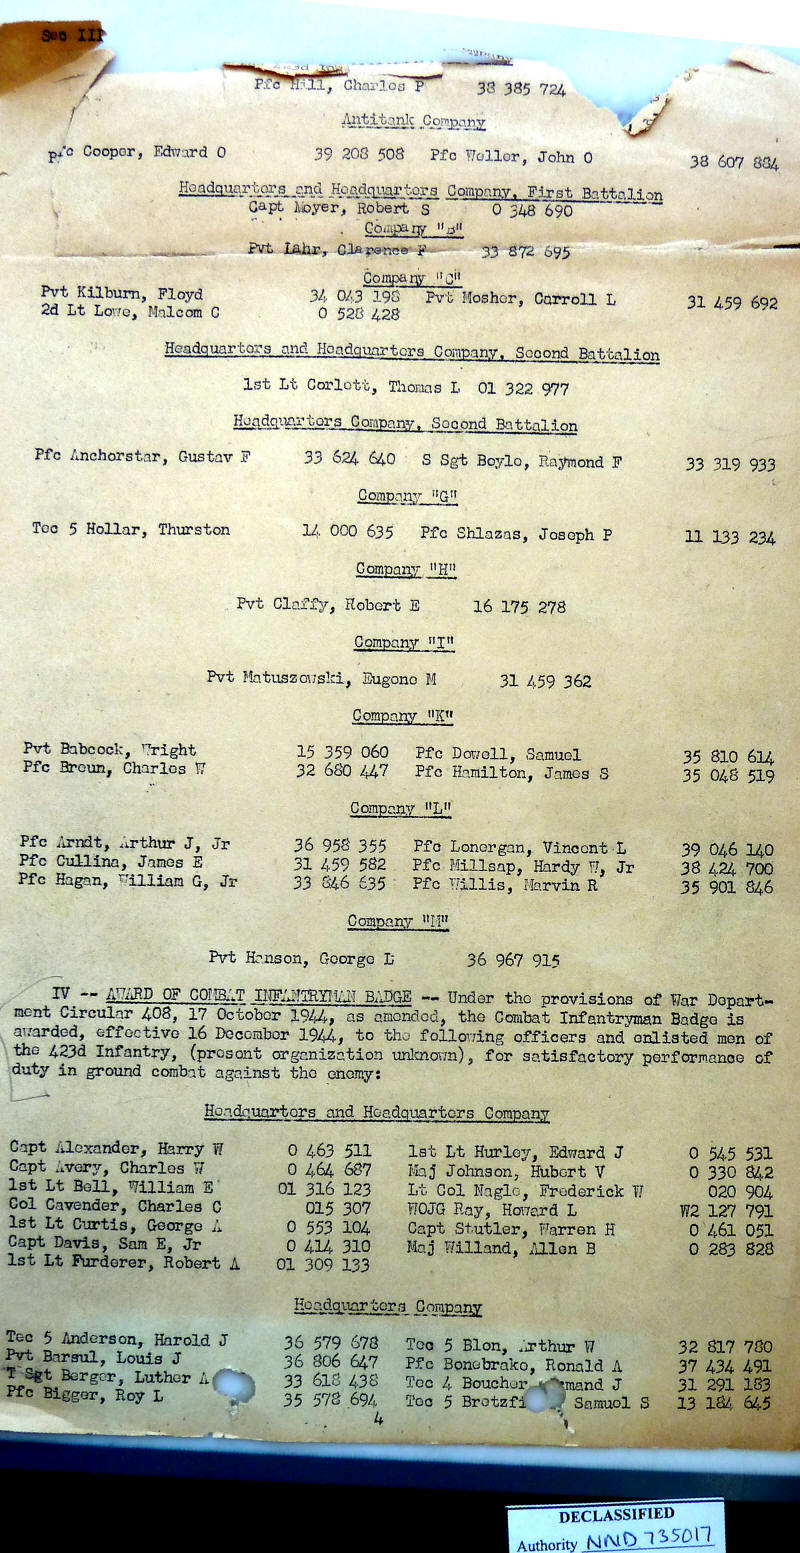 Sec III
Pfc Hill, Charles P 38 385 724
Antitank Company
Pfc Cooper, Edward O 39 208 508 Pfc Weller, John O 38 607 884
Headquarters and Headquarters Company, First Battalion
Capt Moyer, Robert S 0 348 690
Company "B"
Pvt Lahr, Clarence F 33 872 695
Company "C"
Pvt Kilburn, Floyd 34 043 198 Pvt Mosher, Carroll L 31 459 692
2d Lt Lowe, Malcom C 0 528 428
Headquarters and Headquarters Company, Second Battalion
1st Lt Corlett, Thomas L 01 322 977
Headquarters Company, Second Battalion
Pfc Anchorstar, Gustav F 33 624 640 S Sgt Boyle, Raymond F 33 319 933
Company "G"
Tec 5 Hollar, Thurston 14 000 635 Pfc Shlazas, Joseph P 11 133 234
Company "H"
Pvt Claffy, Robert E 16 175 278
Company "I"
Pvt Matuszewski, Eugene M 31 459 362
Company "K"
Pvt Babcock, Wright 15 359 060 Pfc Dowell, Samuel 35 810 614
Pfc Breun, Charles W 32 680 447 Pfc Hamilton, James S 35 048 519
Company "L"
Pfc Arndt, Arthur J, Jr 36 958 355 Pfc Lonergan, Vincent L 39 046 140
Pfc Cullina, James E 31 459 582 Pfc Millsap, Hardy W, Jr 38 424 700
Pfc Hagan, William G, Jr 33 846 635 Pfc Willis, Marvin R 35 901 846
Company "M"
Pvt Hanson, George L 36 967 915
IV -- AWARD OF COMBAT INFANTRYMAN BADGE -- Under the provisions of War Depart-
ment Circular 408, 17 October 1944, as amended, the Combat Infantryman Badge is
awarded, effective 16 December 1944, to the following officers and enlisted men of
the 423d Infantry, (present organization unknown), for satisfactory performance of
duty in ground combat against the enemy:
Headquarters and Headquarters Company
Capt Alexander, Harry W 0 463 511 1st Lt Hurley, Edward J 0 545 531
Capt Avery, Charles W 0 464 687 Maj Johnson, Hubert V 0 330 842
1st Lt Bell, William E 01 316 123 Lt Col Nagle, Frederick W 020 904
Col Cavender, Charles C 015 307 WOJG Ray, Howard L W2 127 791
1st Lt Curtis, George A 0 553 104 Capt Stutler, Warren H 0 461 051
Capt Davis, Sam E, Jr 0 414 310 Maj Willand, Allen B 0 283 828
1st Lt Furderer, Robert A 01 309 133
Headquarters Company
Tec 5 Anderson, Harold J 36 579 678 Tec 5 Blon, Arthur W 32 817 780
Pvt Barsul, Louis J 36 806 647 Pfc Bonebrake, Ronald A 37 434 491
T Sgt Berger, Luther A 33 618 438 Tec 4 Boucher, mand J 31 291 183
Pfc Bigger, Roy L 35 578 694 Tec 5 Bretzfi Samuel S 13 184 645
4
DECLASSIFIED
Authority NND 735017